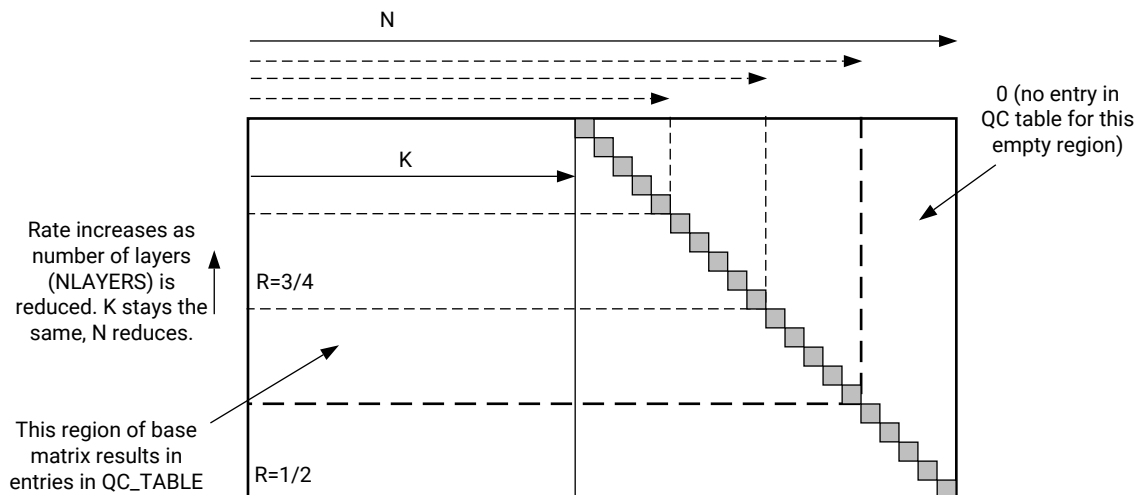 N
0 (no entry in
QC table for this
empty region)
K
Rate increases as
number of layers
(NLAYERS) is
reduced. K stays the
same, N reduces.
R=3/4
This region of base
matrix results in
entries in QC_TABLE
R=1/2